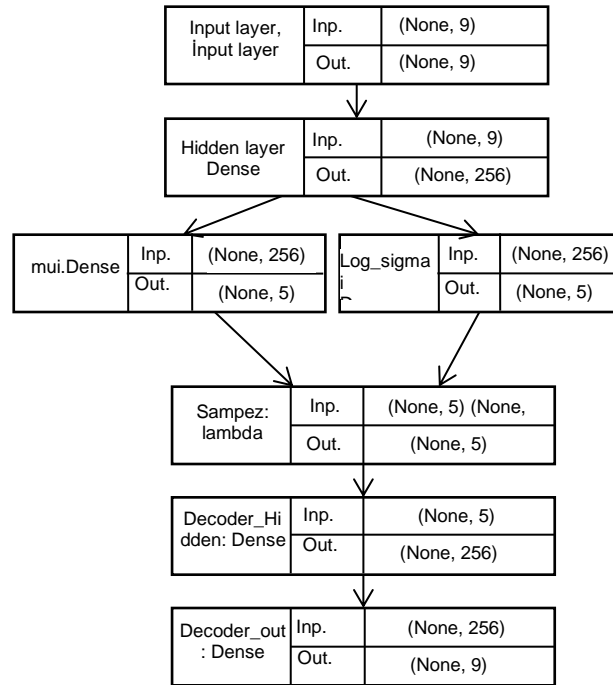 Input layer,
İnput layer
Inp.
(None, 9)
Out.
(None, 9)
Hidden layer
Dense
Inp.
(None, 9)
Out.
(None, 256)
mui.Dense
Inp.
(None, 256)
Out.
(None, 5)
Log_sigma
i
Inp.
(None, 256)
Out.
(None, 5)
Sampez:
lambda
Inp.
(None, 5) (None,
Out.
(None, 5)
Decoder_Hi
dden: Dense
Inp.
(None, 5)
Out.
(None, 256)
Decoder_out
: Dense
Inp.
(None, 256)
Out.
(None, 9)